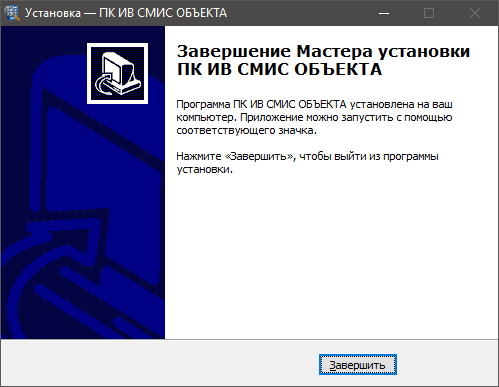 Установка — ПК ИВ СМИС ОБЪЕКТА
Завершение Мастера установки
ПК ИВ СМИС ОБЪЕКТА
Программа ПК ИВ СМИС ОБЪЕКТА установлена на ваш
компьютер. Приложение можно запустить с помощью
соответствующего значка.
Нажмите «Завершить», чтобы выйти из программы
установки.
Завершить